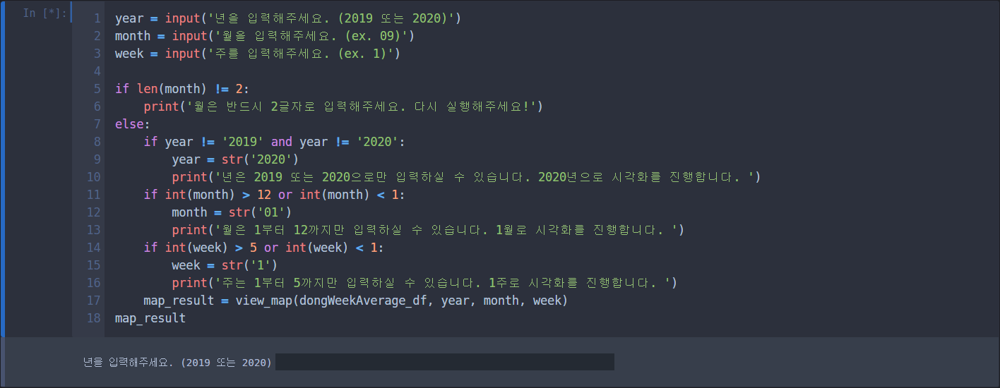 In [*]:
1 year = input('년을 입력해주세요. (2019 또는 2020)')
2 month = input('월을 입력해주세요. (ex. 09)')
3 week = input('주를 입력해주세요. (ex. 1)')
4
5 if len(month) != 2:
6     print('월은 반드시 2글자로 입력해주세요. 다시 실행해주세요!')
7 else:
8     if year != '2019' and year != '2020':
9         year = str('2020')
10         print('년은 2019 또는 2020으로만 입력하실 수 있습니다. 2020년으로 시각화를 진행합니다. ')
11     if int(month) > 12 or int(month) < 1:
12         month = str('01')
13         print('월은 1부터 12까지만 입력하실 수 있습니다. 1월로 시각화를 진행합니다. ')
14     if int(week) > 5 or int(week) < 1:
15         week = str('1')
16         print('주는 1부터 5까지만 입력하실 수 있습니다. 1주로 시각화를 진행합니다. ')
17     map_result = view_map(dongWeekAverage_df, year, month, week)
18 map_result
년을 입력해주세요. (2019 또는 2020)